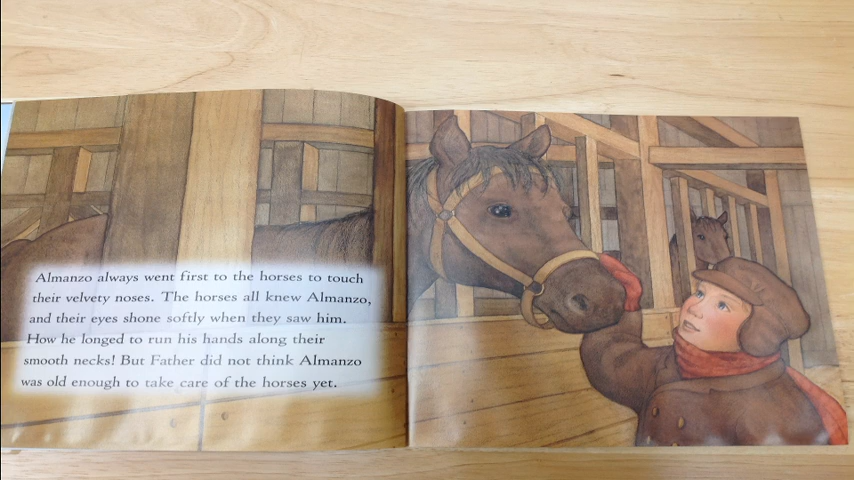 Almanzo always went first to the horses to touch
their velvety noses. The horses all knew Almanzo,
and their eyes shone softly when they saw him.
How he longed to run his hands along their
smooth necks! But Father did not think Almanzo
was old enough to take care of the horses yet.